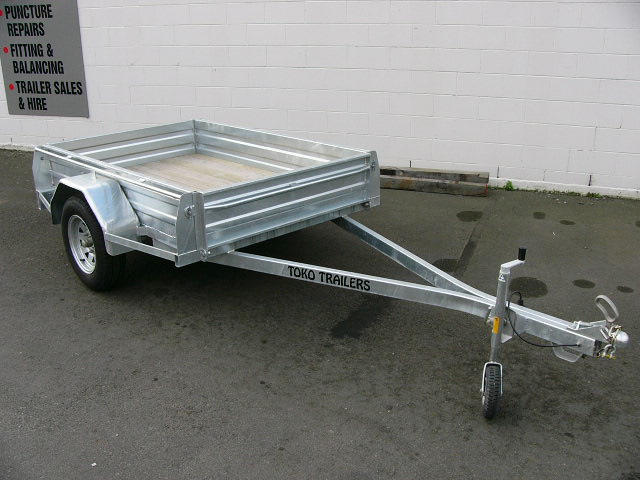 • PUNCTURE
REPAIRS
• FITTING &
BALANCING
• TRAILER SALES
& HIRE
TOKO TRAILERS